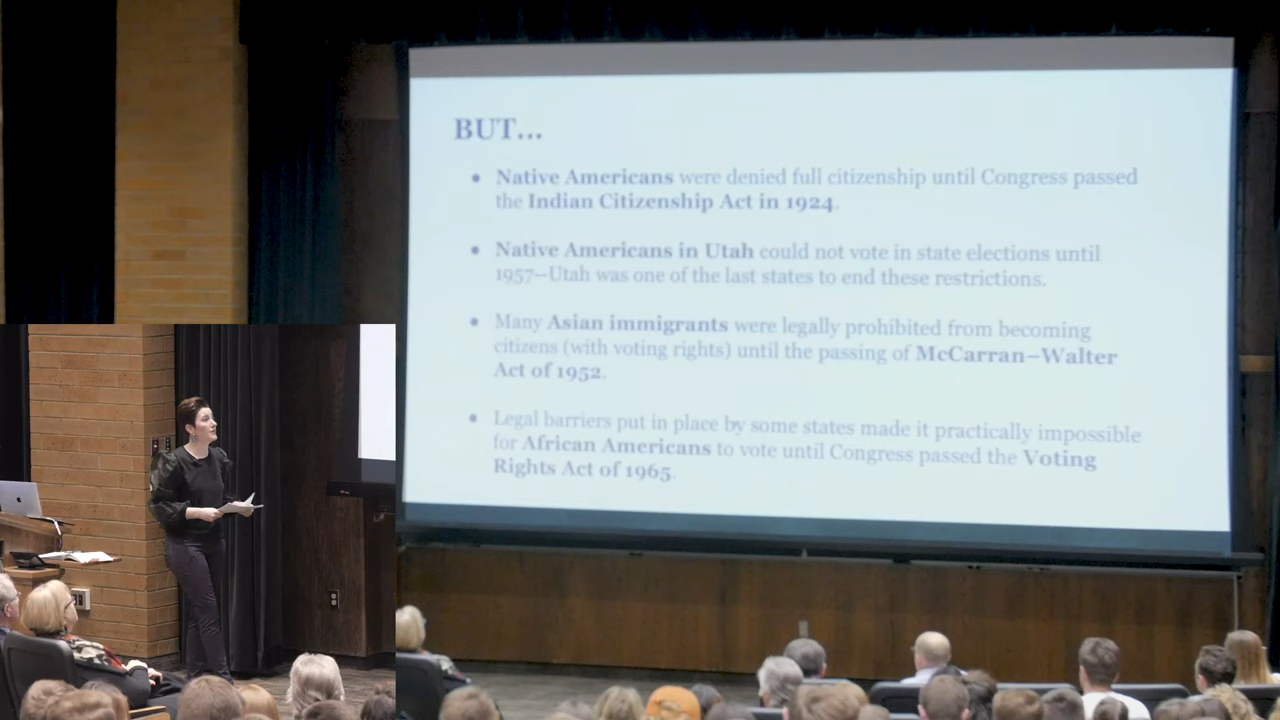 BUT...
• Native Americans were denied full citizenship until Congress passed
the Indian Citizenship Act in 1924.
• Native Americans in Utah could not vote in state elections until
1957—Utah was one of the last states to end these restrictions.
• Many Asian immigrants were legally prohibited from becoming
citizens (with voting rights) until the passing of McCarran–Walter
Act of 1952.
• Legal barriers put in place by some states made it practically impossible
for African Americans to vote until Congress passed the Voting
Rights Act of 1965.